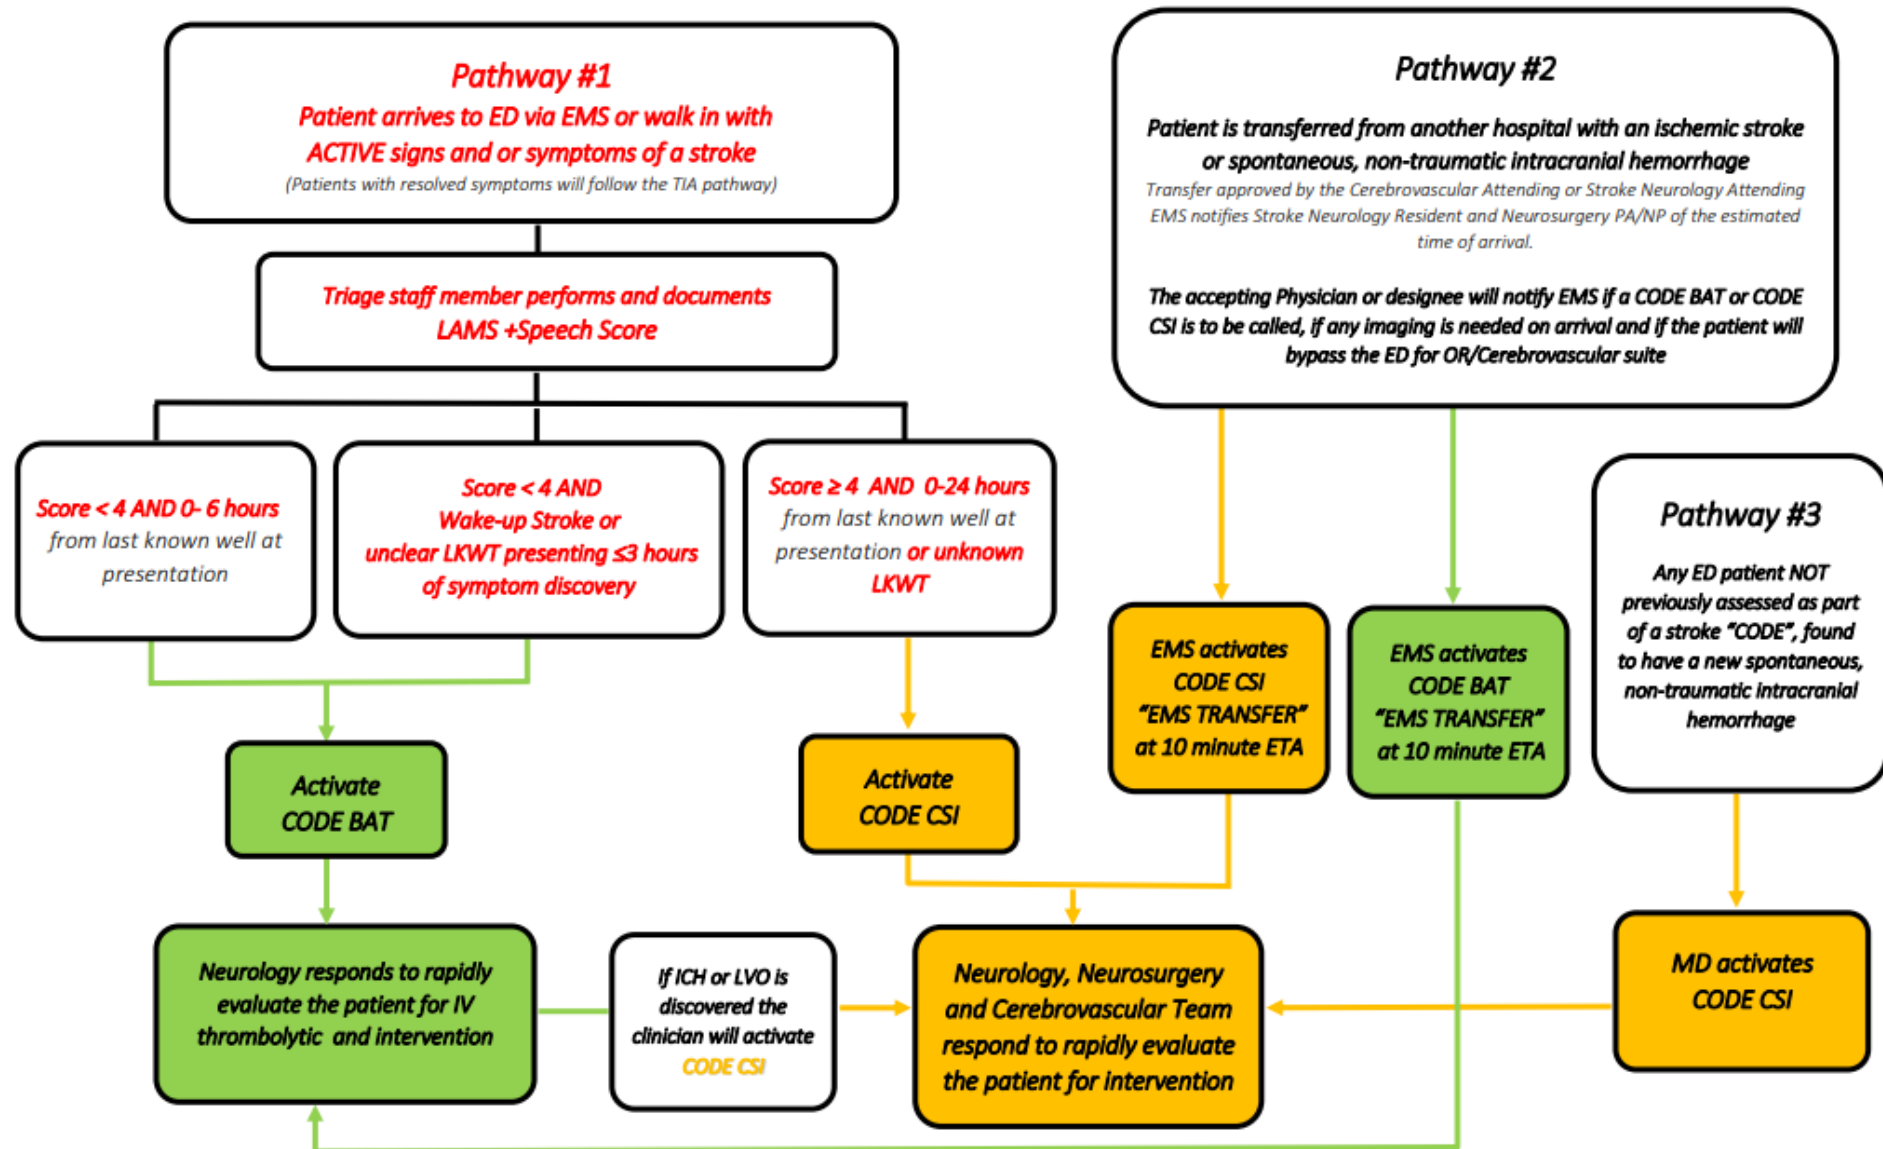 Pathway #1
Patient arrives to ED via EMS or walk in with
ACTIVE signs and or symptoms of a stroke
(Patients with resolved symptoms will follow the TIA pathway)
Triage staff member performs and documents
LAMS +Speech Score
Score < 4 AND 0- 6 hours
from last known well at
presentation
Score < 4 AND
Wake-up Stroke or
unclear LKWT presenting ≤3 hours
of symptom discovery
Score ≥ 4 AND 0-24 hours
from last known well at
presentation or unknown
LKWT
Activate
CODE BAT
Activate
CODE CSI
Neurology responds to rapidly
evaluate the patient for IV
thrombolytic and intervention
If ICH or LVO is
discovered the
clinician will activate
CODE CSI
Neurology, Neurosurgery
and Cerebrovascular Team
respond to rapidly evaluate
the patient for intervention
Pathway #2
Patient is transferred from another hospital with an ischemic stroke
or spontaneous, non-traumatic intracranial hemorrhage
Transfer approved by the Cerebrovascular Attending or Stroke Neurology Attending
EMS notifies Stroke Neurology Resident and Neurosurgery PA/NP of the estimated
time of arrival.
The accepting Physician or designee will notify EMS if a CODE BAT or CODE
CSI is to be called, if any imaging is needed on arrival and if the patient will
bypass the ED for OR/Cerebrovascular suite
EMS activates
CODE CSI
“EMS TRANSFER”
at 10 minute ETA
EMS activates
CODE BAT
“EMS TRANSFER”
at 10 minute ETA
Pathway #3
Any ED patient NOT
previously assessed as part
of a stroke “CODE”, found
to have a new spontaneous,
non-traumatic intracranial
hemorrhage
MD activates
CODE CSI